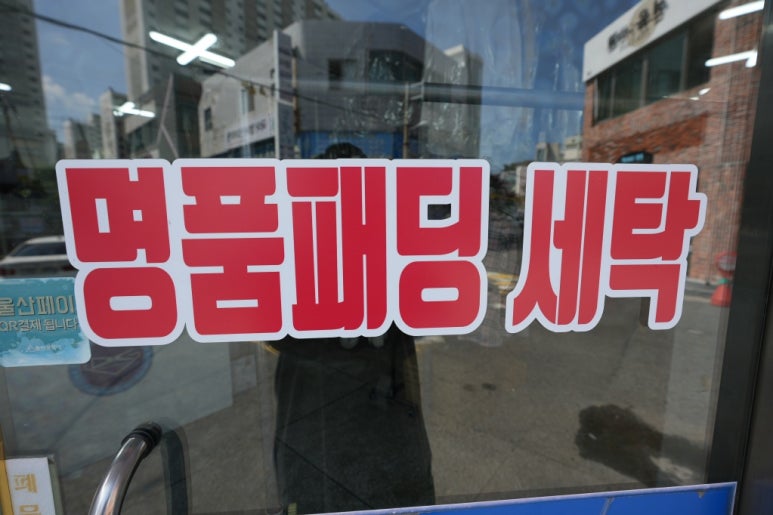 명품패딩 세탁
울산페이
QR결제 됩니다